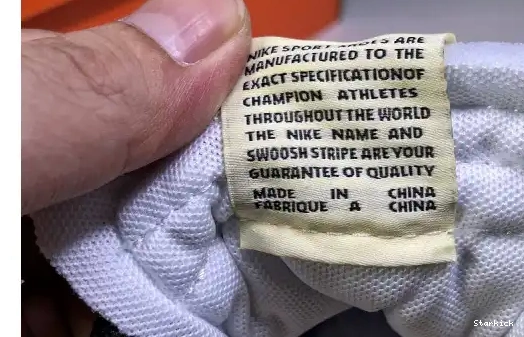 NIKE SPORT SHOES ARE
MANUFACTURED TO THE
EXACT SPECIFICATIONOF
CHAMPION ATHLETES
THROUGHOUT THE WORLD
THE NIKE NAME AND
SWOOSH STRIPE ARE YOUR
GUARANTEE OF QUALITY
MADE IN CHINA
FABRIQUE A CHINA
Starkick